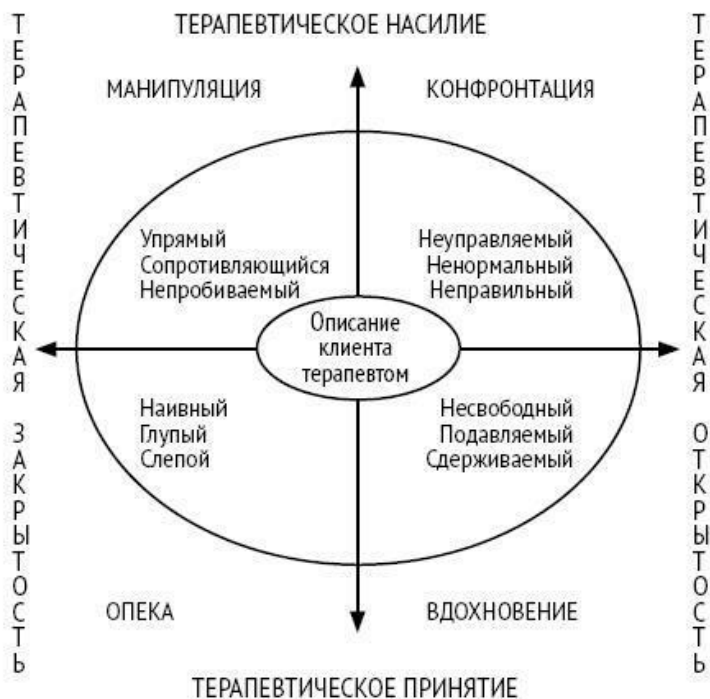 ТЕРАПЕВТИЧЕСКОЕ НАСИЛИЕ
МАНИПУЛЯЦИЯ
КОНФРОНТАЦИЯ
ТЕРАПЕВТИЧЕСКАЯ ЗАКРЫТОСТЬ
Упрямый
Сопротивляющийся
Непробиваемый
Неуправляемый
Ненормальный
Неправильный
Описание
клиента
терапевтом
Наивный
Глупый
Слепой
Несвободный
Подавляемый
Сдерживаемый
ТЕРАПЕВТИЧЕСКАЯ ОТКРЫТОСТЬ
ОПЕКА
ВДОХНОВЕНИЕ
ТЕРАПЕВТИЧЕСКОЕ ПРИНЯТИЕ